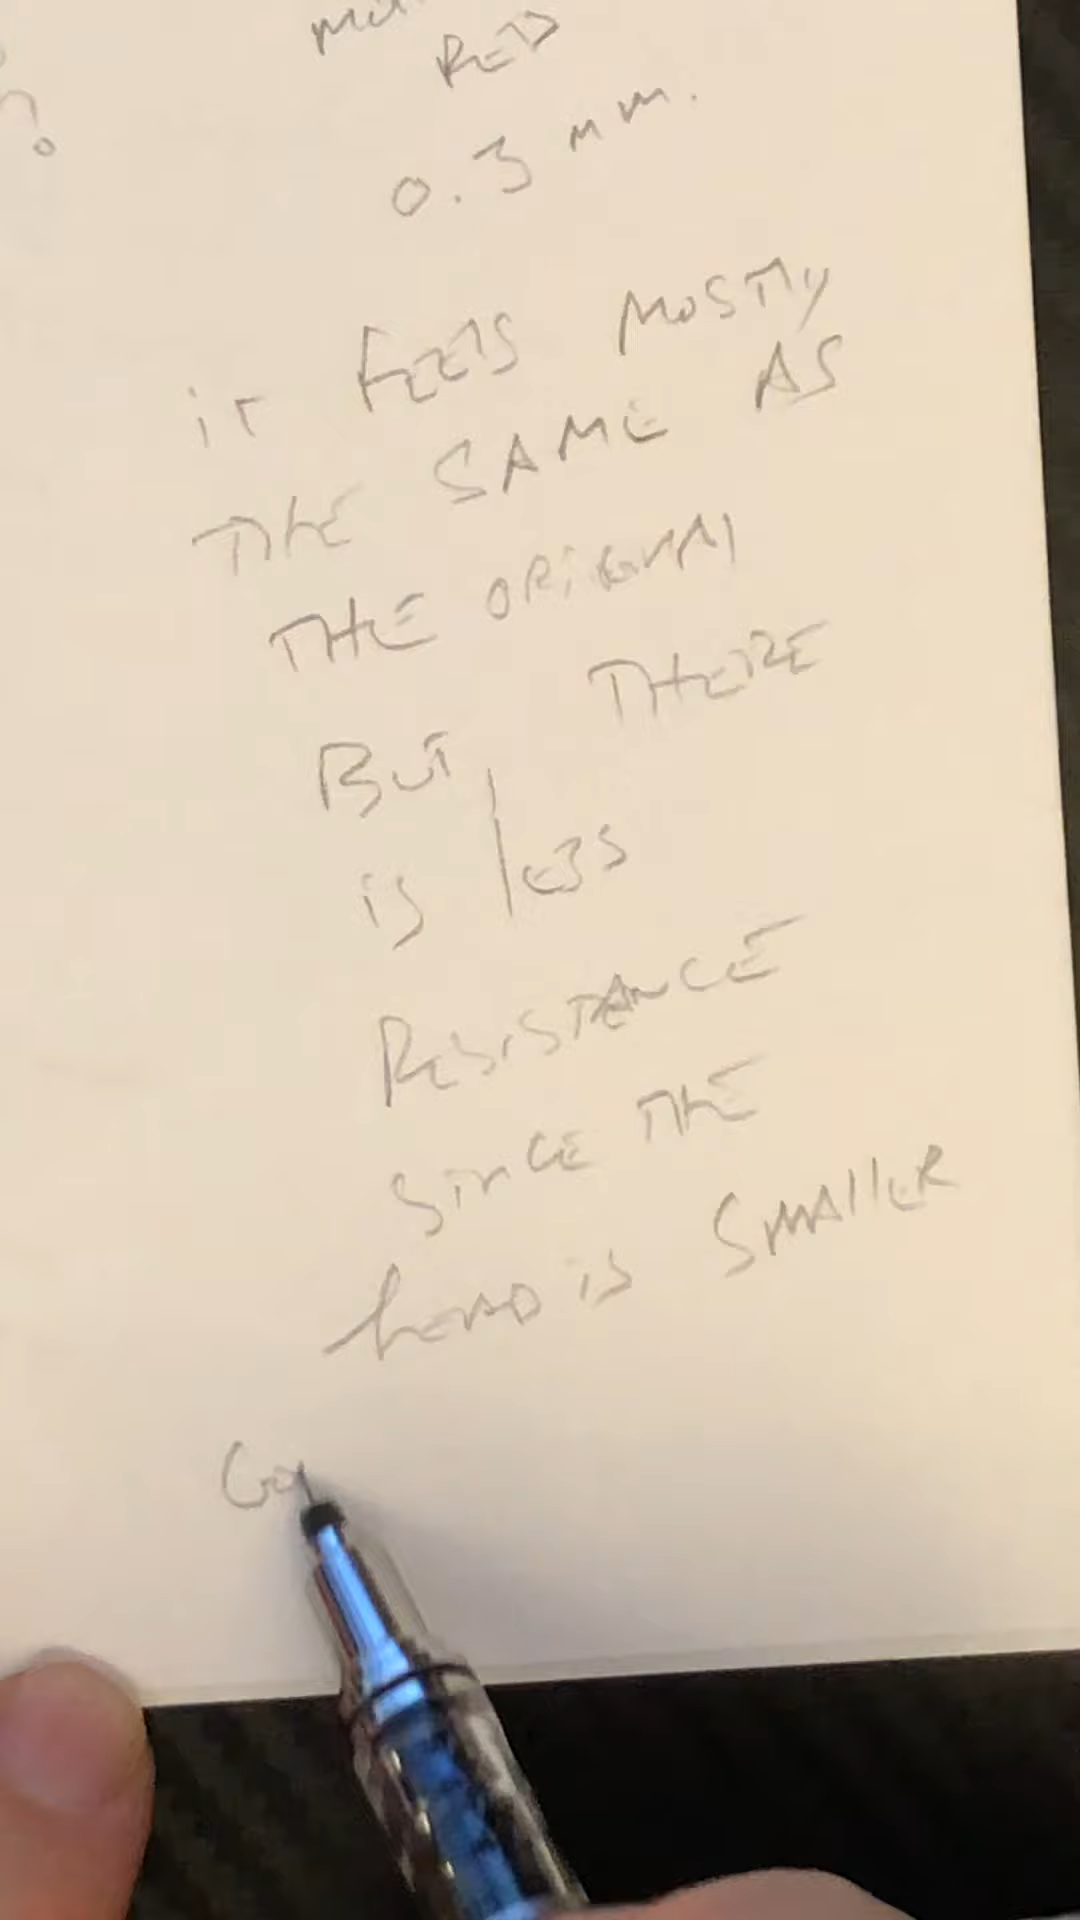 RED
0.3 mm.
iT FEELS MOSTLY
THE SAME AS
THE ORIGINAL
BUT, THERE
is less
RESISTANCE
SINCE THE
hEAD is SMALLER